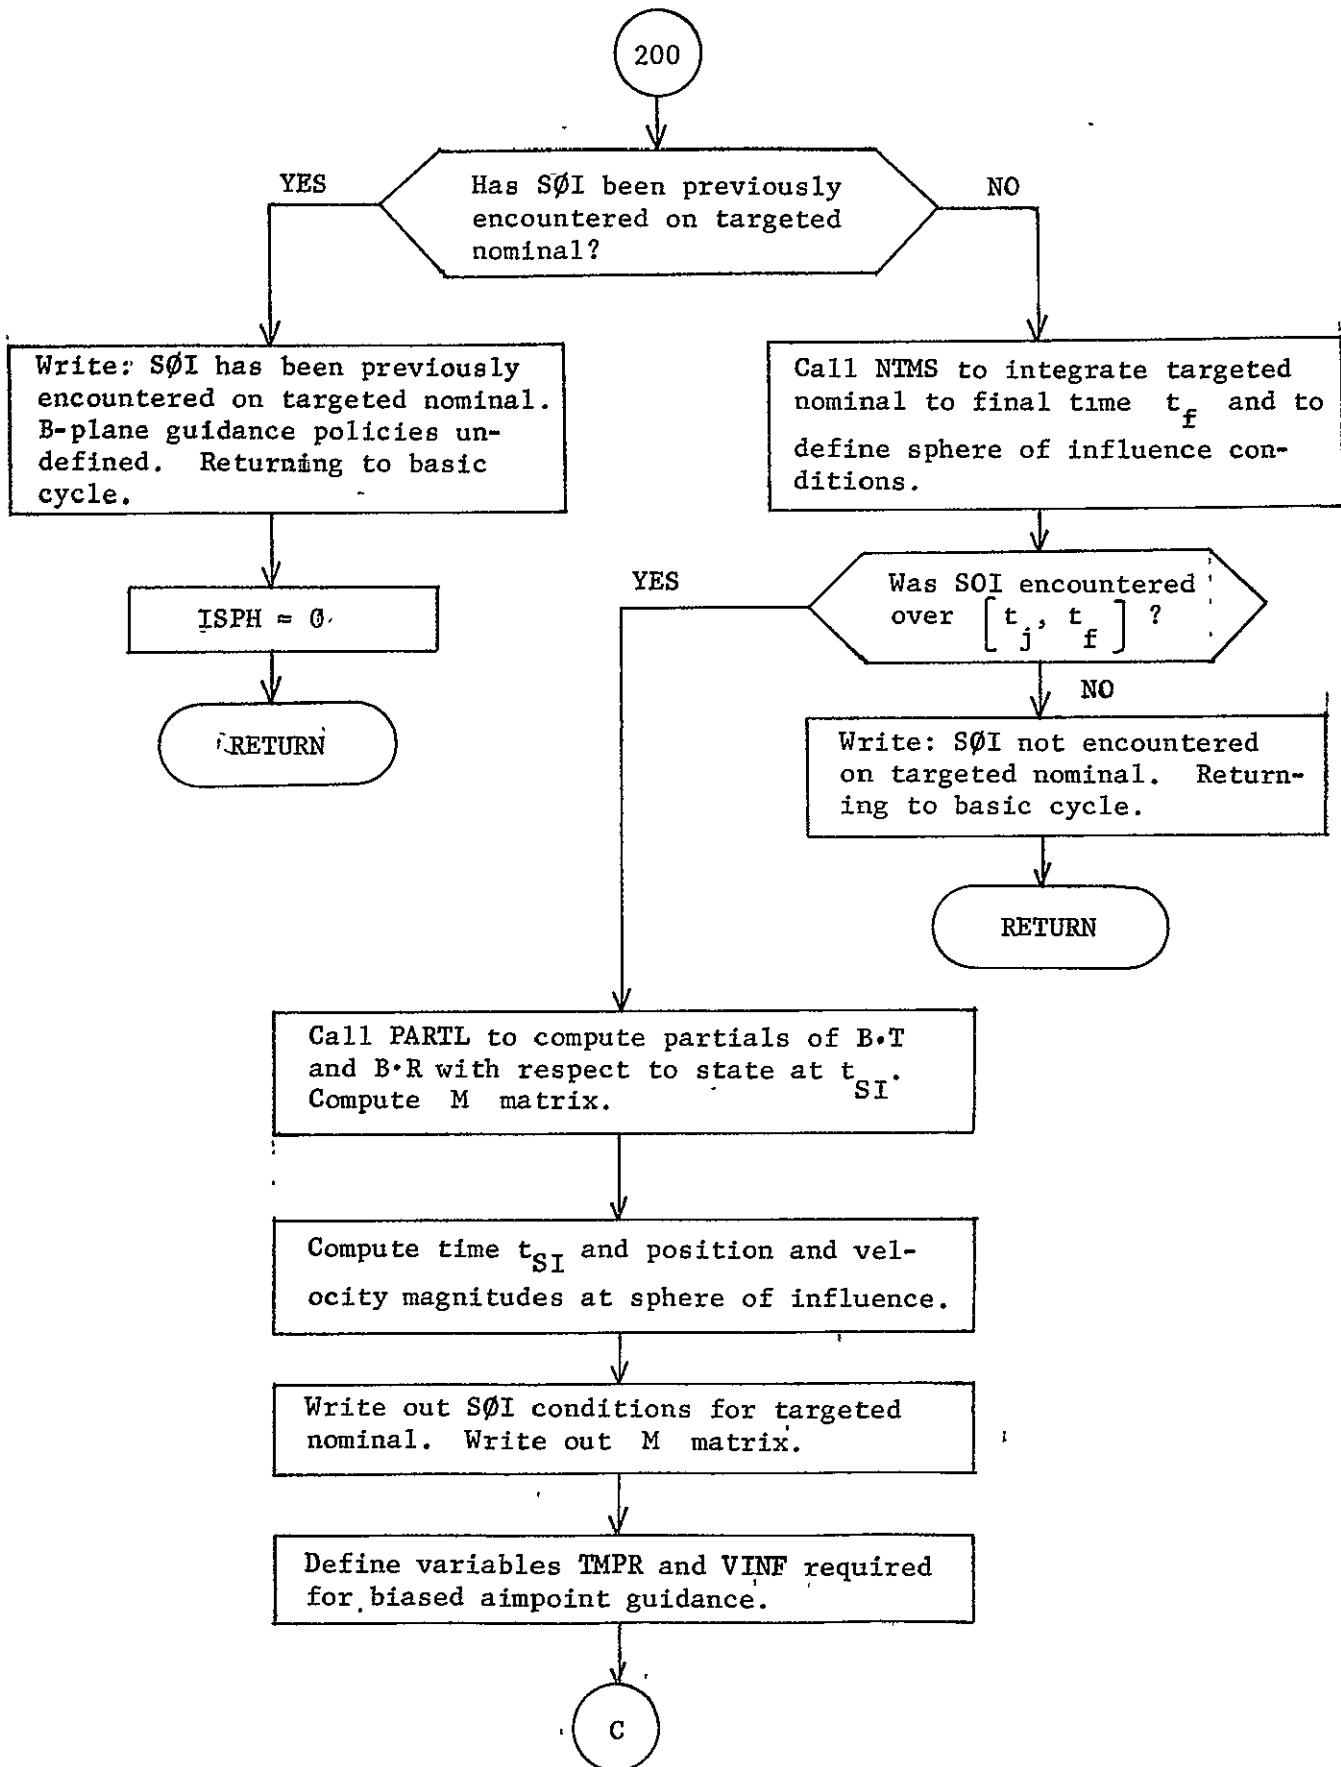 200
YES
Has SØI been previously
encountered on targeted
nominal?
NO
Write: SØI has been previously
encountered on targeted nominal.
B-plane guidance policies un-
defined. Returning to basic
cycle.
ISPH = 0
RETURN
Call NTMS to integrate targeted
nominal to final time t_f and to
define sphere of influence con-
ditions.
YES
Was SOI encountered
over [t_j, t_f] ?
NO
Write: SØI not encountered
on targeted nominal. Return-
ing to basic cycle.
RETURN
Call PARTL to compute partials of B·T
and B·R with respect to state at t_SI.
Compute M matrix.
Compute time t_SI and position and vel-
ocity magnitudes at sphere of influence.
Write out SØI conditions for targeted
nominal. Write out M matrix.
Define variables TMPR and VINF required
for biased aimpoint guidance.
C